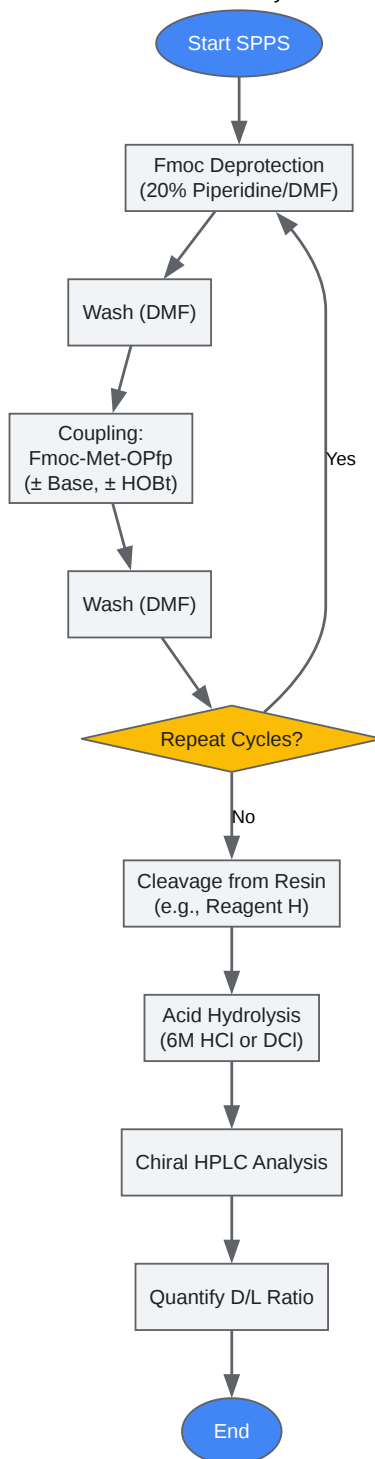 Start SPPS
Fmoc Deprotection
(20% Piperidine/DMF)
Wash (DMF)
Coupling:
Fmoc-Met-OPfp
(± Base, ± HOBt)
Yes
Wash (DMF)
Repeat Cycles?
No
Cleavage from Resin
(e.g., Reagent H)
Acid Hydrolysis
(6M HCl or DCl)
Chiral HPLC Analysis
Quantify D/L Ratio
End